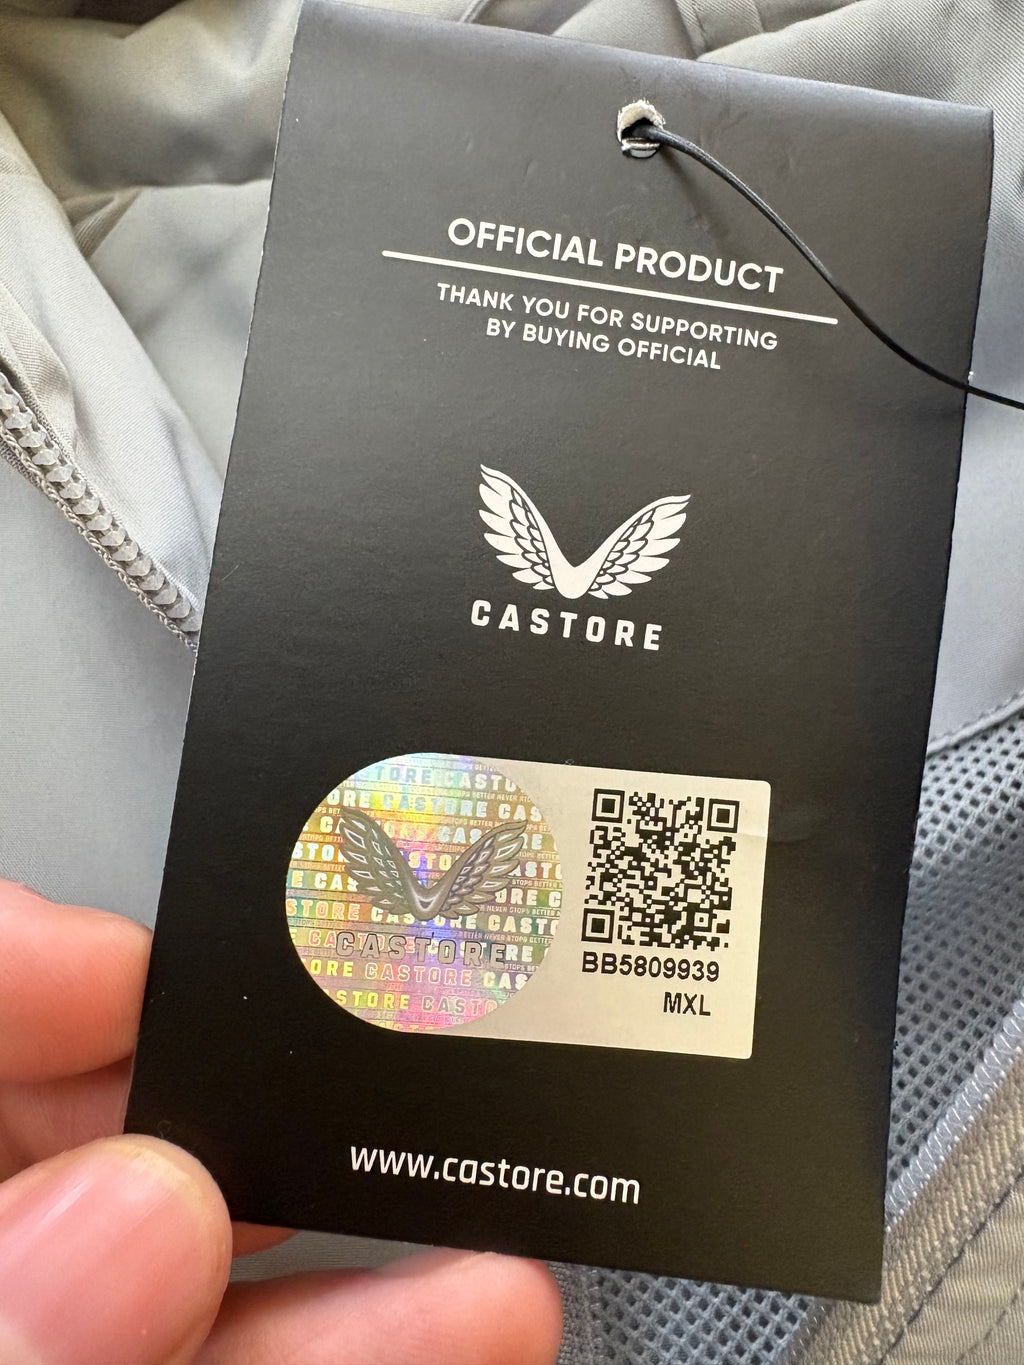 OFFICIAL PRODUCT
THANK YOU FOR SUPPORTING
BY BUYING OFFICIAL
CASTORE
CASTORE
BB5809939
MXL
www.castore.com